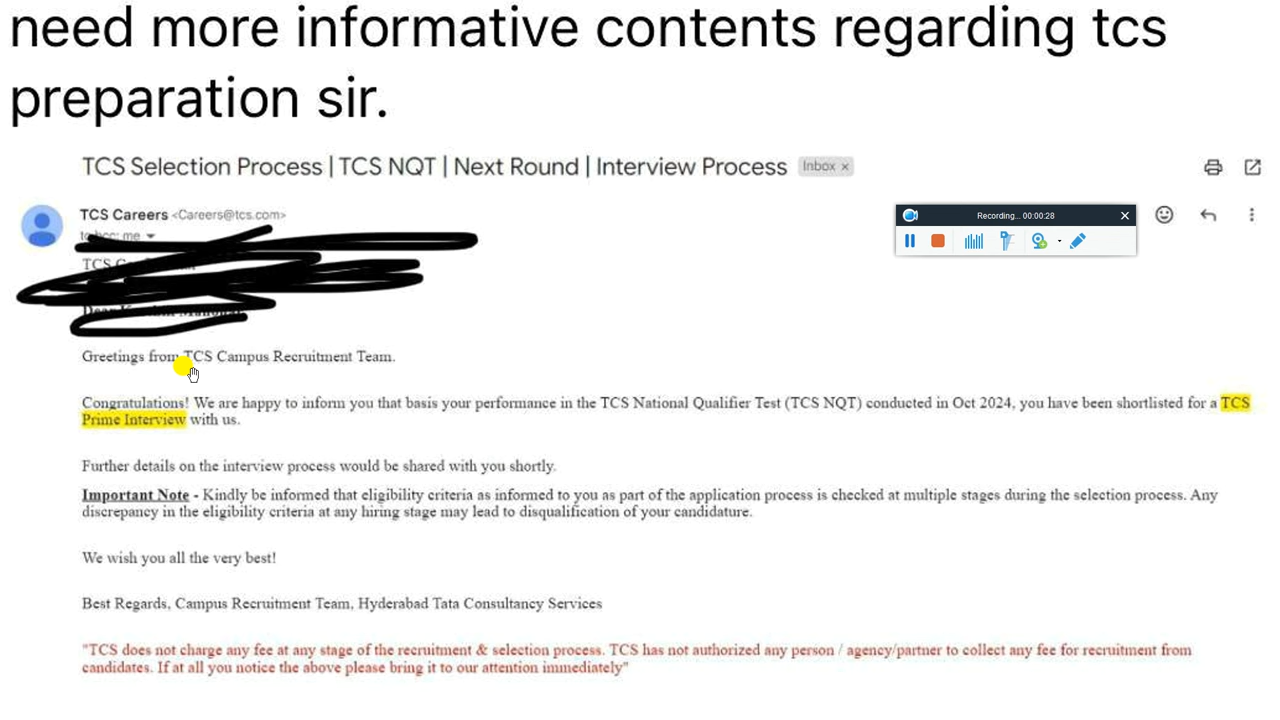 need more informative contents regarding tcs
preparation sir.
TCS Selection Process | TCS NQT | Next Round | Interview Process Inbox ×
TCS Careers <Careers@tcs.com>
to bcc: me
TCS
Dear
Recording... 00:00:28
Greetings from TCS Campus Recruitment Team.
Congratulations! We are happy to inform you that basis your performance in the TCS National Qualifier Test (TCS NQT) conducted in Oct 2024, you have been shortlisted for a TCS
Prime Interview with us.
Further details on the interview process would be shared with you shortly.
Important Note - Kindly be informed that eligibility criteria as informed to you as part of the application process is checked at multiple stages during the selection process. Any
discrepancy in the eligibility criteria at any hiring stage may lead to disqualification of your candidature.
We wish you all the very best!
Best Regards, Campus Recruitment Team, Hyderabad Tata Consultancy Services
"TCS does not charge any fee at any stage of the recruitment & selection process. TCS has not authorized any person / agency/partner to collect any fee for recruitment from
candidates. If at all you notice the above please bring it to our attention immediately"